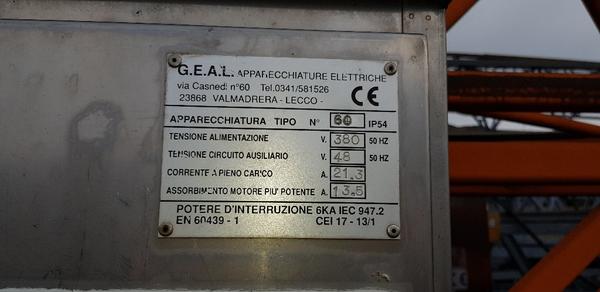 G.E.A.L. APPARECCHIATURE ELETTRICHE
via Casnedi n°60 Tel.0341/581526
23868 VALMADRERA - LECCO - CE
APPARECCHIATURA TIPO N° 60 IP54
TENSIONE ALIMENTAZIONE V. 380 50 HZ
TENSIONE CIRCUITO AUSILIARIO V. 48 50 HZ
CORRENTE A PIENO CARICO A. 21.3
ASSORBIMENTO MOTORE PIU' POTENTE A. 13.5
POTERE D'INTERRUZIONE 6KA IEC 947.2
EN 60439 - 1 CEI 17 - 13/1